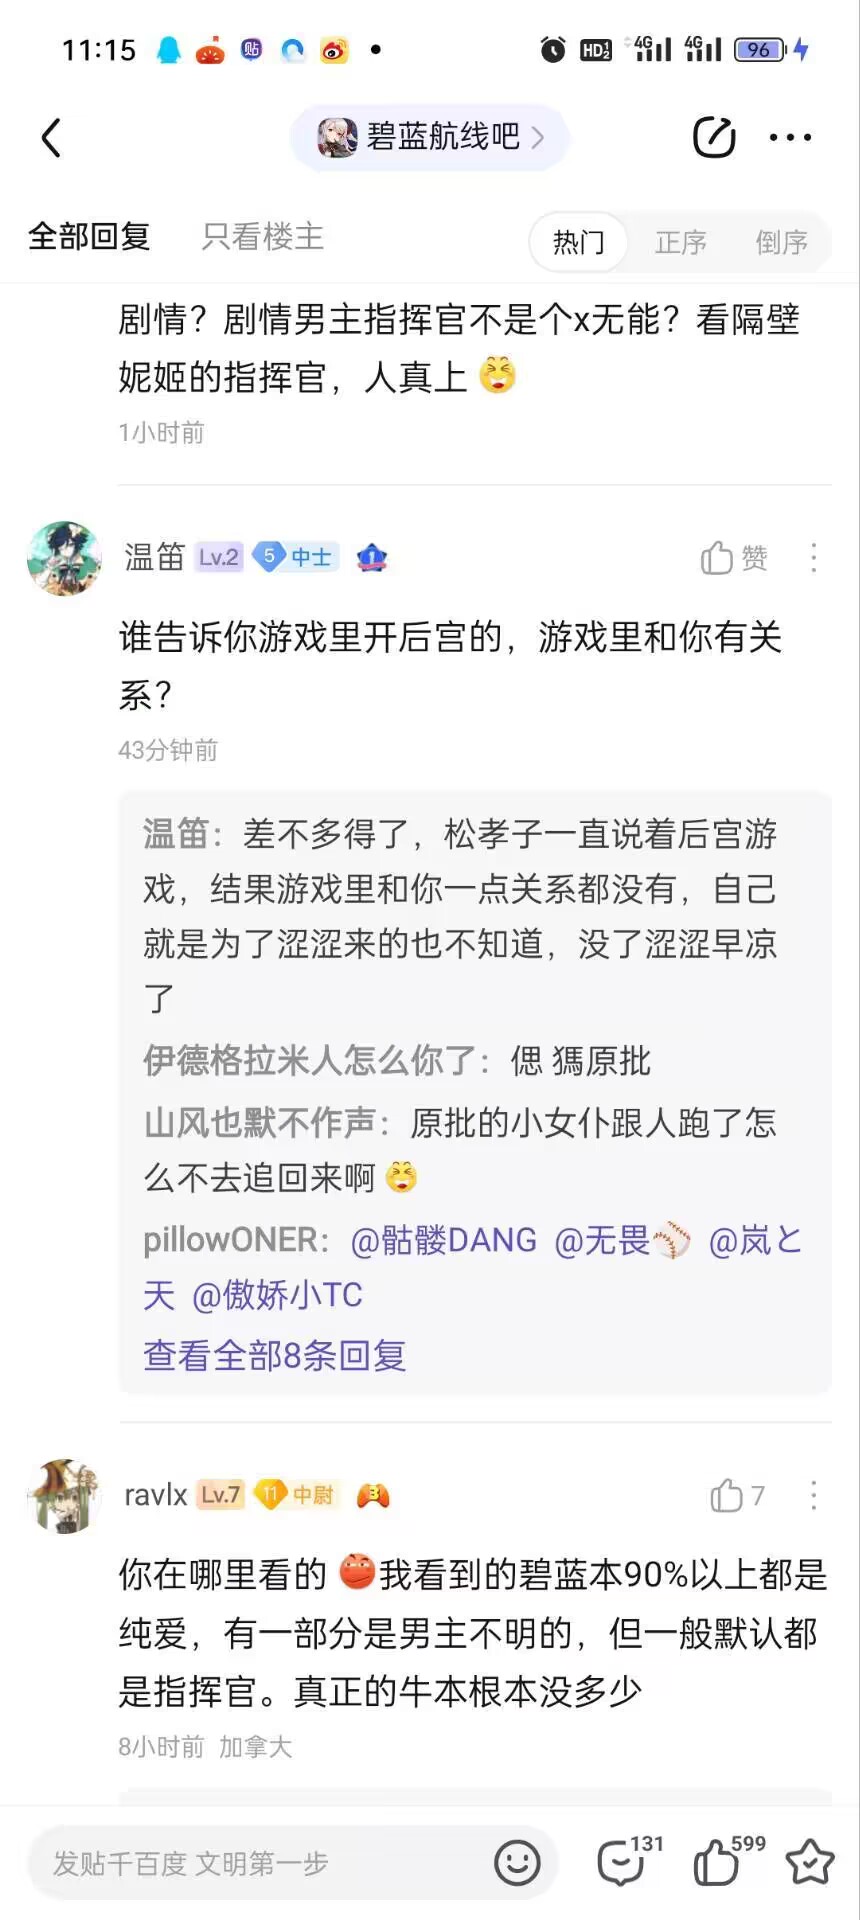 11:15
贴
HD1 2 4G 4G 96
碧蓝航线吧
全部回复 只看楼主 热门 正序 倒序
剧情？剧情男主指挥官不是个x无能？看隔壁
妮姬的指挥官，人真上
1小时前
温笛 Lv.2 5 中士 1 赞
谁告诉你游戏里开后宫的，游戏里和你有关
系？
43分钟前
温笛：差不多得了，松孝子一直说着后宫游
戏，结果游戏里和你一点关系都没有，自己
就是为了涩涩来的也不知道，没了涩涩早凉
了
伊德格拉米人怎么你了：偲 獁原批
山风也默不作声：原批的小女仆跟人跑了怎
么不去追回来啊
pillowONER：@骷髅DANG @无畏 @岚と
天 @傲娇小TC
查看全部8条回复
ravlx Lv.7 11 中尉 3 7
你在哪里看的 我看到的碧蓝本90%以上都是
纯爱，有一部分是男主不明的，但一般默认都
是指挥官。真正的牛本根本没多少
8小时前 加拿大
发贴千百度 文明第一步 131 599